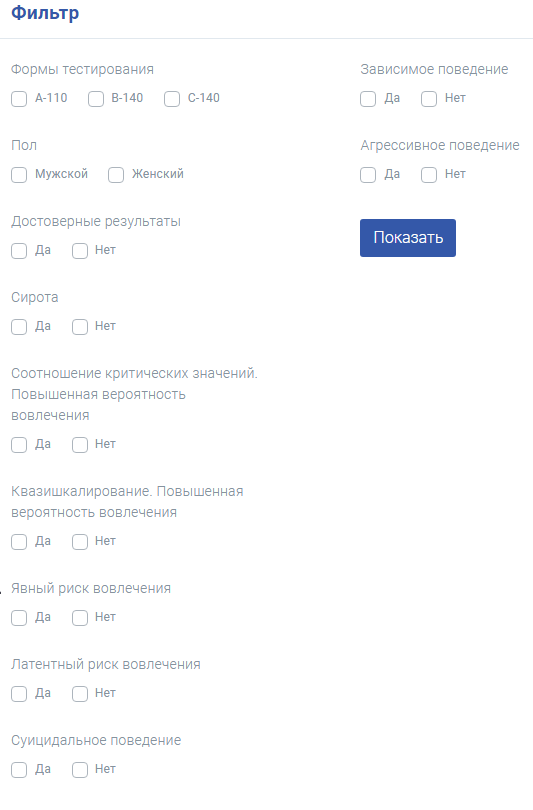 Фильтр
Формы тестирования
А-110 В-140 С-140
Пол
Мужской Женский
Достоверные результаты
Да Нет
Сирота
Да Нет
Соотношение критических значений.
Повышенная вероятность
вовлечения
Да Нет
Квазишкалирование. Повышенная
вероятность вовлечения
Да Нет
Явный риск вовлечения
Да Нет
Латентный риск вовлечения
Да Нет
Суицидальное поведение
Да Нет
Зависимое поведение
Да Нет
Агрессивное поведение
Да Нет
Показать